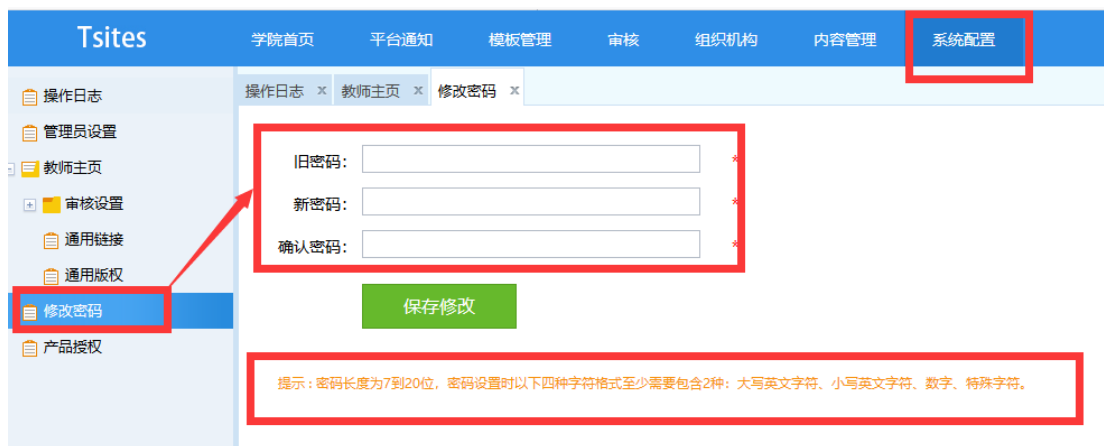 Tsites
学院首页 平台通知 模板管理 审核 组织机构 内容管理 系统配置
操作日志
管理员设置
教师主页
审核设置
通用链接
通用版权
修改密码
产品授权
操作日志 x 教师主页 x 修改密码 x
旧密码： *
新密码： *
确认密码： *
保存修改
提示：密码长度为7到20位，密码设置时以下四种字符格式至少需要包含2种：大写英文字符、小写英文字符、数字、特殊字符。